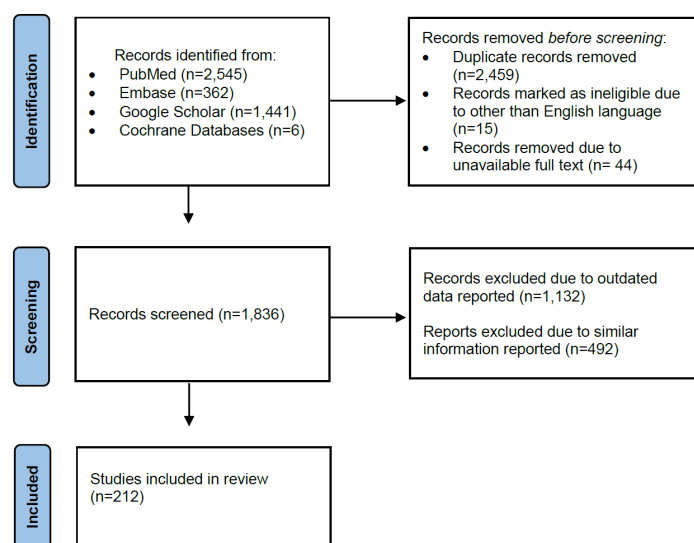 Identification
Records identified from:
• PubMed (n=2,545)
• Embase (n=362)
• Google Scholar (n=1,441)
• Cochrane Databases (n=6)
Records removed before screening:
• Duplicate records removed
(n=2,459)
• Records marked as ineligible due
to other than English language
(n=15)
• Records removed due to
unavailable full text (n= 44)
Screening
Records screened (n=1,836)
Records excluded due to outdated
data reported (n=1,132)
Reports excluded due to similar
information reported (n=492)
Included
Studies included in review
(n=212)